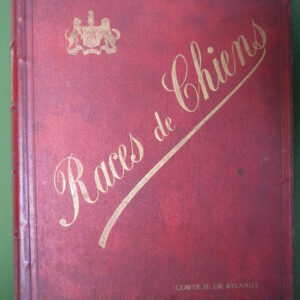 Races de Chiens
COMTE H. DE BYLANDT